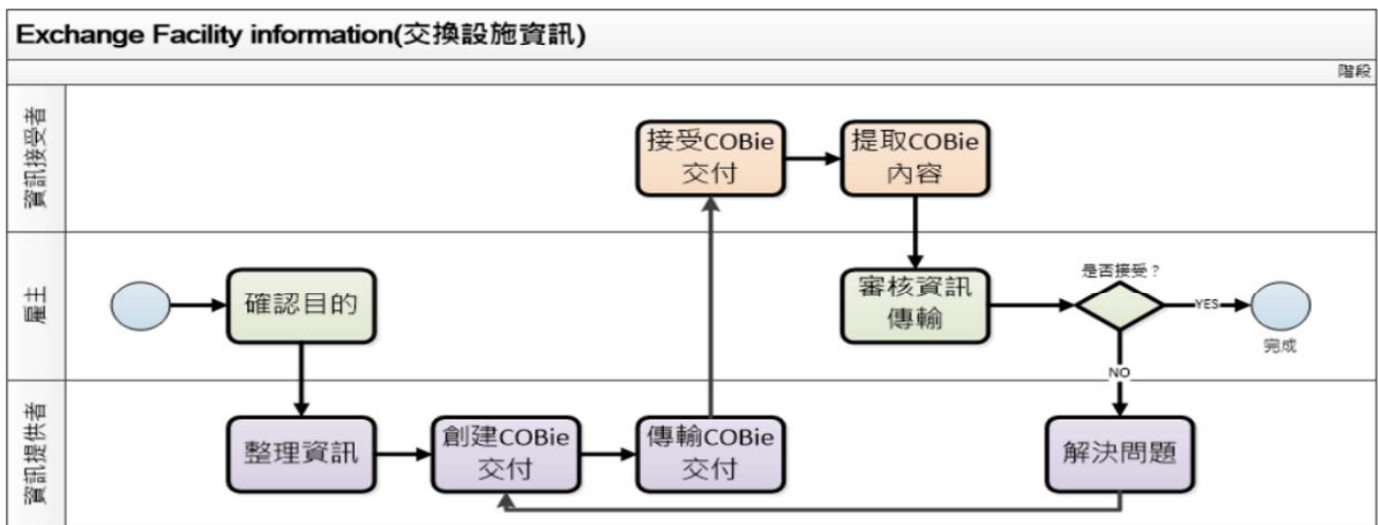 Exchange Facility information(交換設施資訊)
階段
資訊接受者
接受COBie
交付
提取COBie
內容
雇主
確認目的
審核資訊
傳輸
是否接受？
YES
完成
NO
資訊提供者
整理資訊
創建COBie
交付
傳輸COBie
交付
解決問題